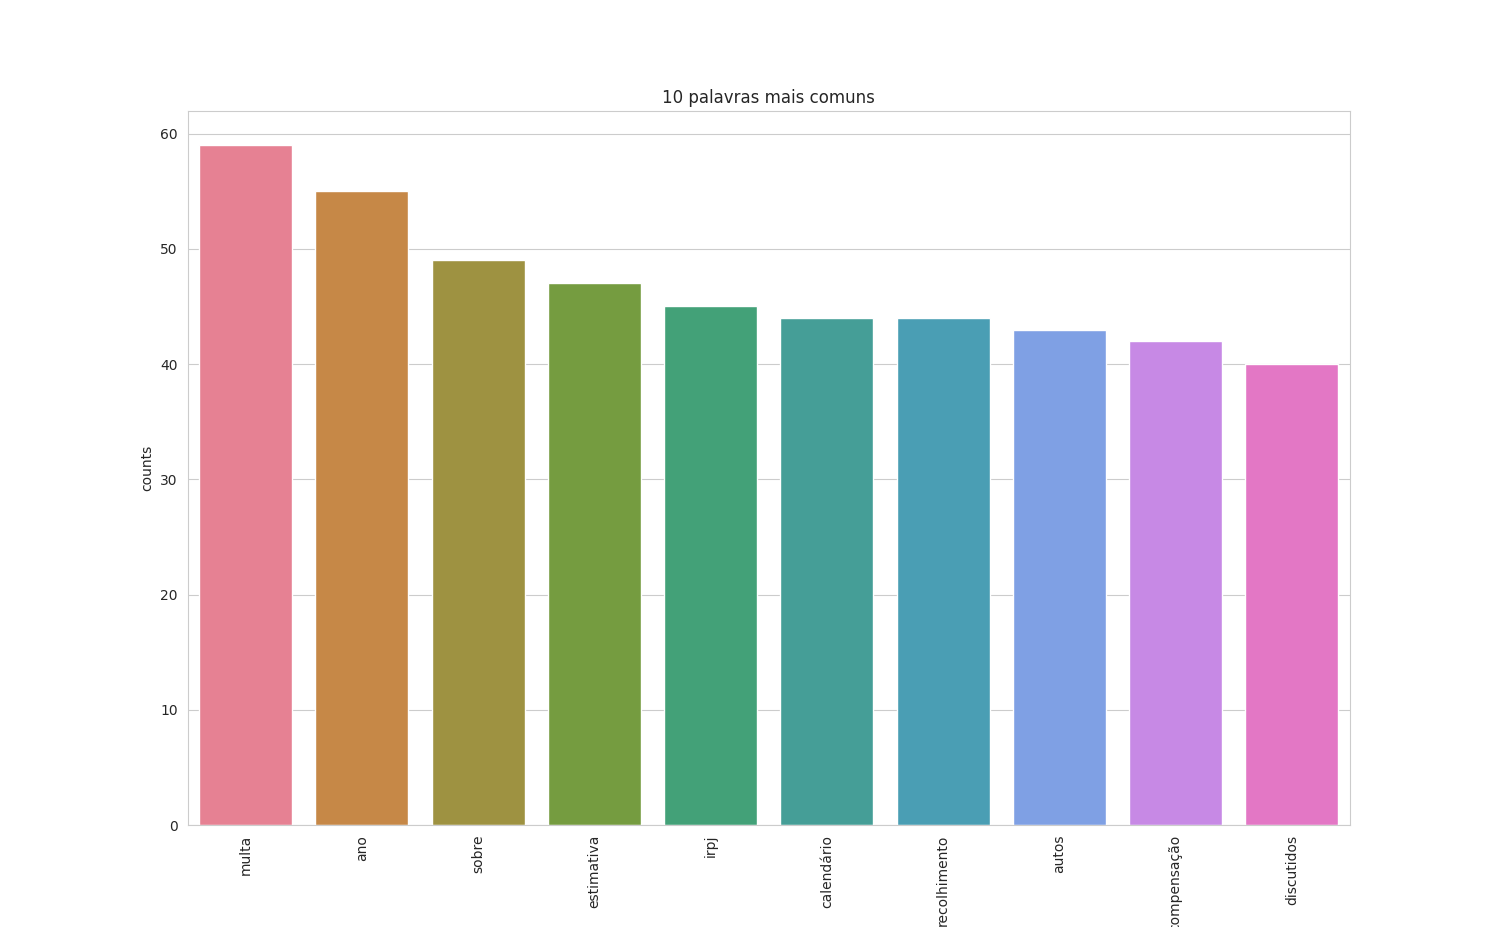 10 palavras mais comuns
60
50
40
30
20
10
0
counts
multa
ano
sobre
estimativa
irpj
calendário
recolhimento
autos
ompensação
discutidos